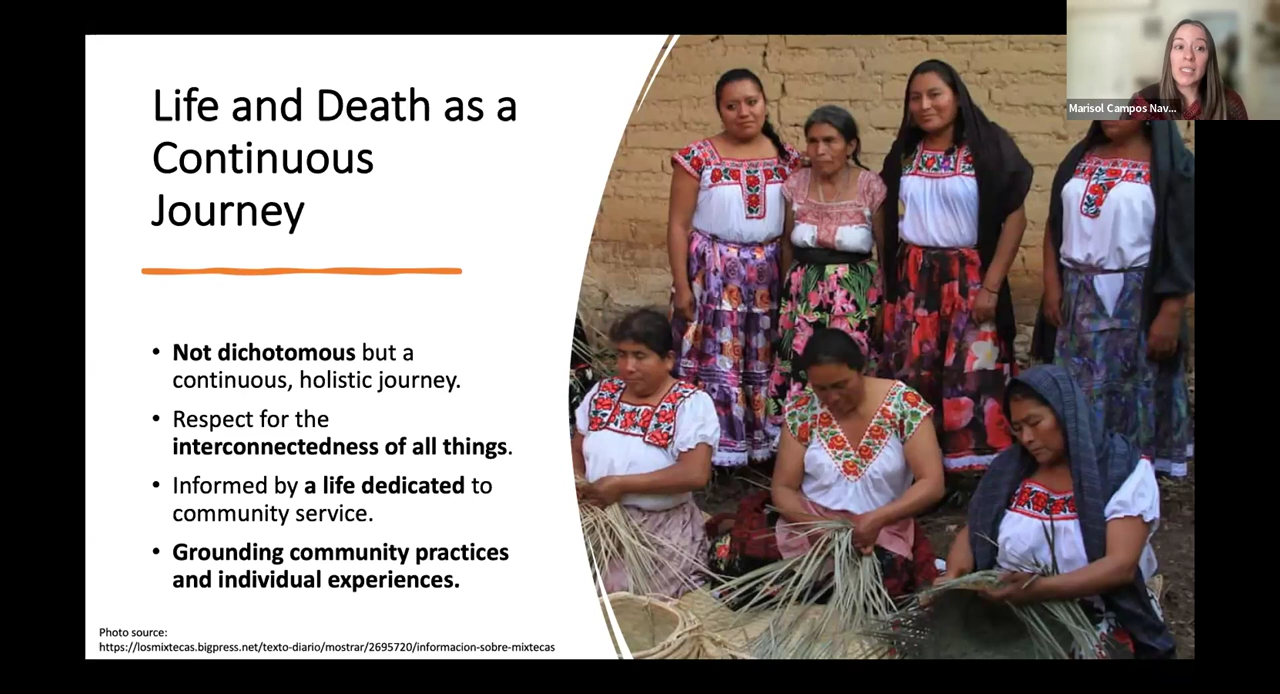 Life and Death as a
Continuous
Journey
• Not dichotomous but a
continuous, holistic journey.
• Respect for the
interconnectedness of all things.
• Informed by a life dedicated to
community service.
• Grounding community practices
and individual experiences.
Photo source:
https://losmixtecas.bigpress.net/texto-diario/mostrar/2695720/informacion-sobre-mixtecas
Marisol Campos Nav...